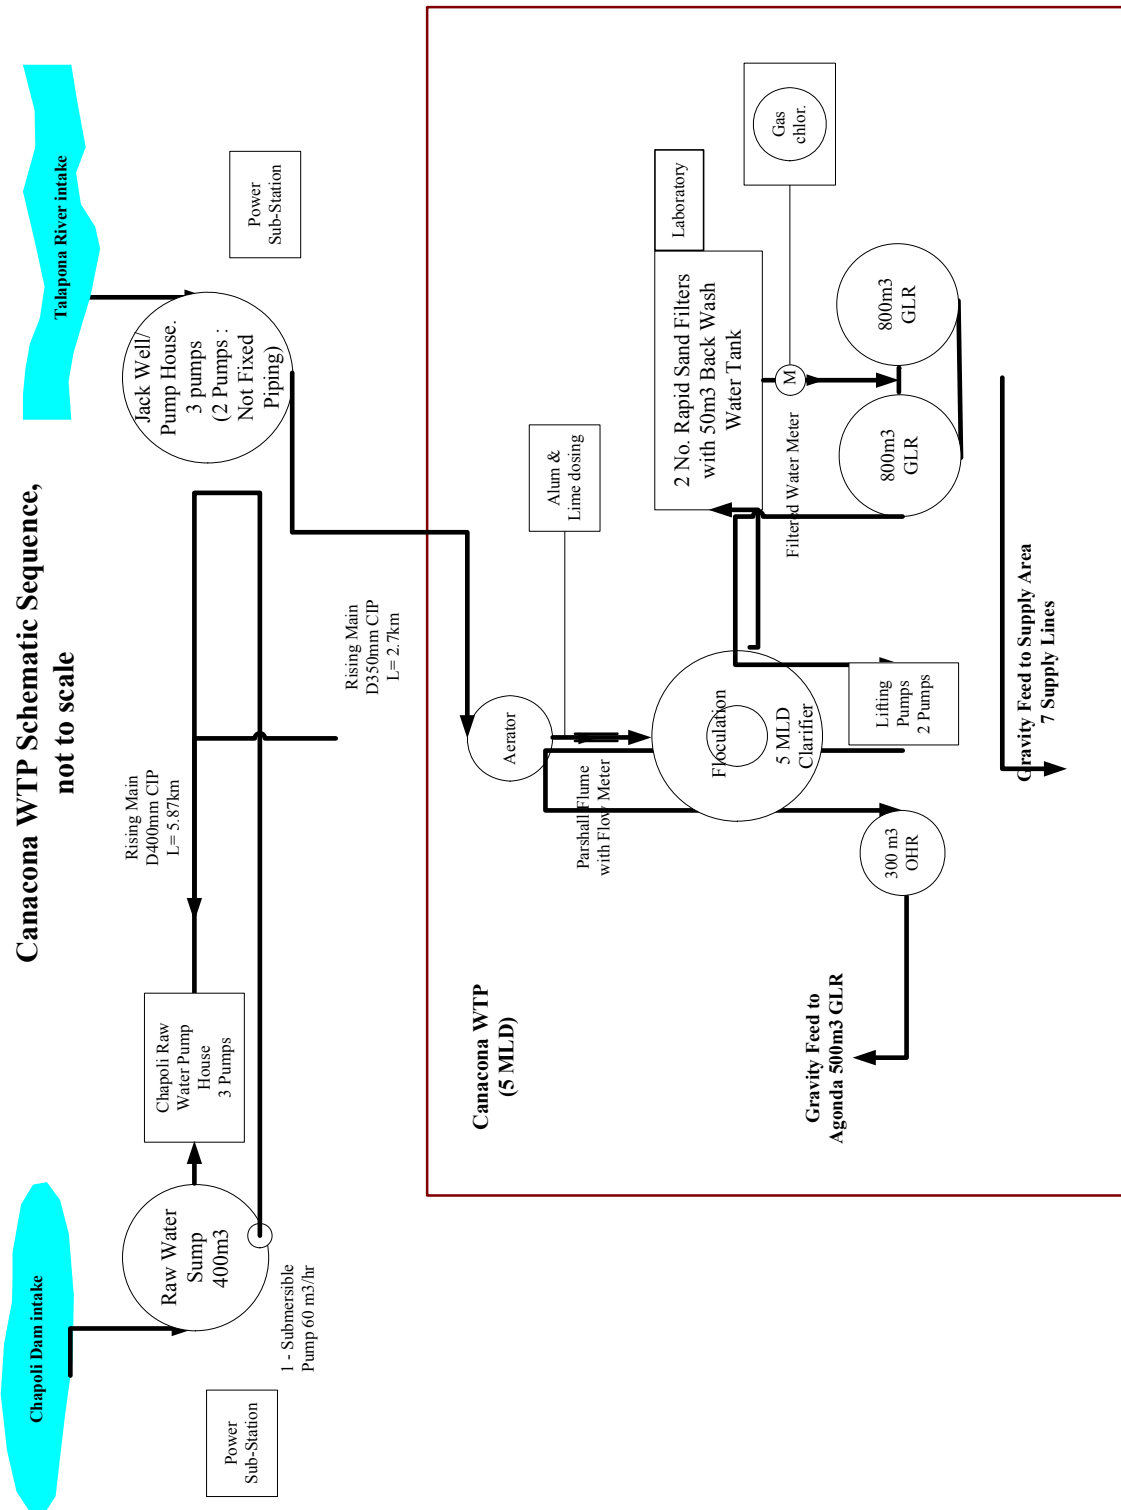 Canacona WTP Schematic Sequence,
not to scale
Chapoli Dam intake
Talapona River intake
Power
Sub-Station
Raw Water
Sump
400m3
1 - Submersible
Pump 60 m3/hr
Chapoli Raw
Water Pump
House
3 Pumps
Rising Main
D400mm CIP
L= 5.87km
Jack Well/
Pump House.
3 pumps
(2 Pumps :
Not Fixed
Piping)
Power
Sub-Station
Rising Main
D350mm CIP
L= 2.7km
Canacona WTP
(5 MLD)
Aerator
Alum &
Lime dosing
Parshall Flume
with Flow Meter
Floculation
5 MLD
Clarifier
2 No. Rapid Sand Filters
with 50m3 Back Wash
Water Tank
Laboratory
Gas
chlor.
M
Filtered Water Meter
800m3
GLR
800m3
GLR
Lifting
Pumps
2 Pumps
300 m3
OHR
Gravity Feed to
Agonda 500m3 GLR
Gravity Feed to Supply Area
7 Supply Lines